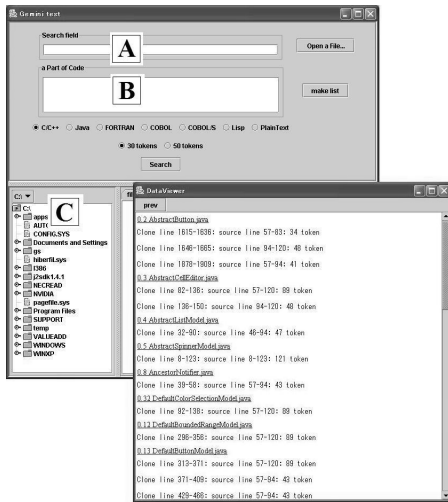 Gemini test
Search field
A
Open a File...
a Part of Code
B
make list
C/C++ Java FORTRAN COBOL COBOL/S Lisp PlainText
30 tokens 50 tokens
Search
C:\
C
C:\
apps
CONFIG.SYS
Documents and Settings
gs
hiberfil.sys
I386
j2sdk1.4.1
NECREAD
NVIDIA
pagefile.sys
Program Files
SUPPORT
temp
VALUEADD
WINDOWS
WINXP
DataViewer
prev
0.2 AbstractButton.java
Clone line 1615-1636: source line 57-83: 34 token
Clone line 1646-1665: source line 94-120: 48 token
Clone line 1878-1909: source line 57-94: 41 token
0.3 AbstractCellEditor.java
Clone line 82-136: source line 57-120: 89 token
Clone line 136-150: source line 94-120: 48 token
0.4 AbstractListModel.java
Clone line 32-90: source line 46-94: 47 token
0.5 AbstractSpinnerModel.java
Clone line 8-123: source line 8-123: 121 token
0.8 AncestorNotifier.java
Clone line 39-58: source line 57-94: 43 token
0.32 DefaultColorSelectionModel.java
Clone line 92-138: source line 57-120: 89 token
0.12 DefaultBoundedRangeModel.java
Clone line 296-356: source line 57-120: 89 token
0.13 DefaultButtonModel.java
Clone line 313-371: source line 57-120: 89 token
Clone line 371-409: source line 57-94: 43 token
Clone line 429-466: source line 57-94: 43 token